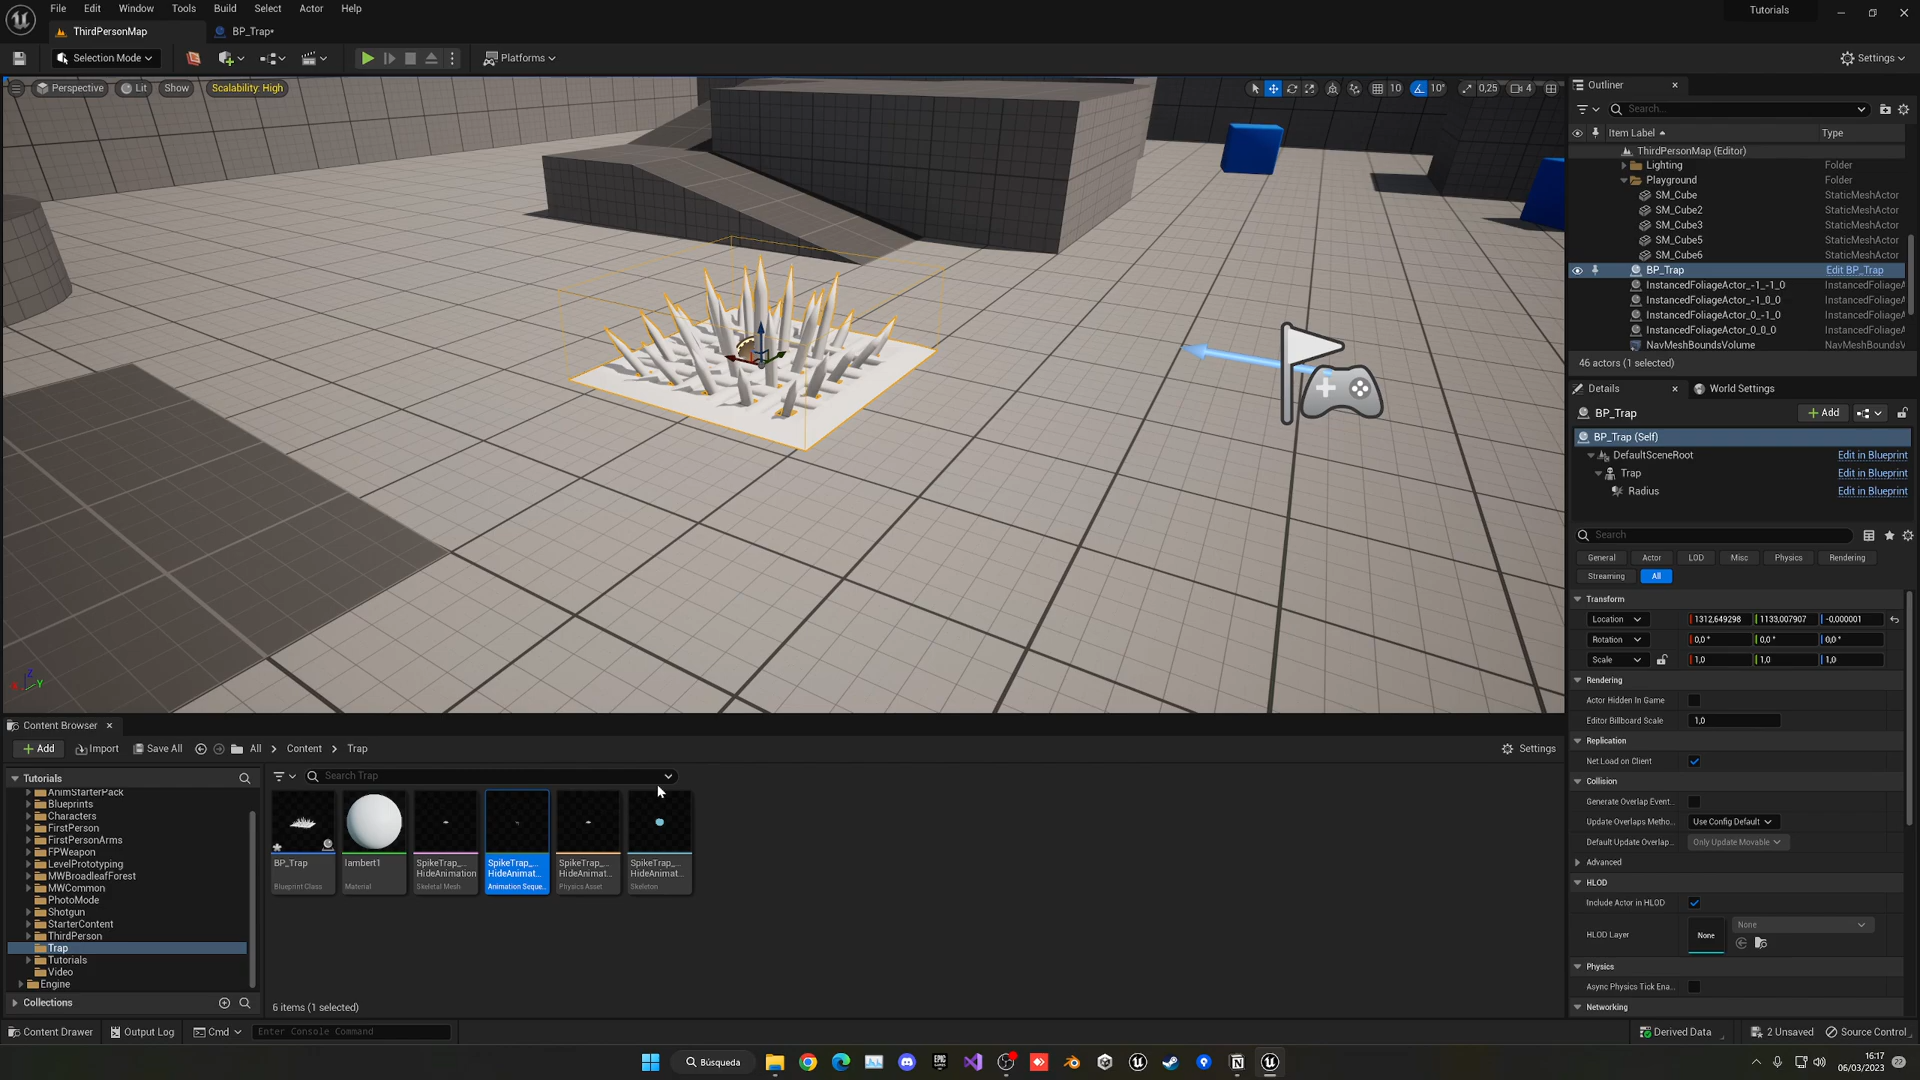 File Edit Window Tools Build Select Actor Help Tutorials
ThirdPersonMap BP_Trap*
Selection Mode Platforms Settings
Perspective Lit Show Scalability: High 10 10° 0,25 4
Outliner
Search...
Item Label Type
ThirdPersonMap (Editor)
Lighting Folder
Playground Folder
SM_Cube StaticMeshActor
SM_Cube2 StaticMeshActor
SM_Cube3 StaticMeshActor
SM_Cube5 StaticMeshActor
SM_Cube6 StaticMeshActor
BP_Trap Edit BP_Trap
InstancedFoliageActor_-1_-1_0 InstancedFoliageA
InstancedFoliageActor_-1_0_0 InstancedFoliageA
InstancedFoliageActor_0_-1_0 InstancedFoliageA
InstancedFoliageActor_0_0_0 InstancedFoliageA
NavMeshBoundsVolume NavMeshBoundsV
46 actors (1 selected)
Details World Settings
BP_Trap Add
BP_Trap (Self)
DefaultSceneRoot Edit in Blueprint
Trap Edit in Blueprint
Radius Edit in Blueprint
Search
General Actor LOD Misc Physics Rendering
Streaming All
Transform
Location 1312,649298 1133,007907 -0,000001
Rotation 0,0 ° 0,0 ° 0,0 °
Scale 1,0 1,0 1,0
Rendering
Actor Hidden In Game
Editor Billboard Scale 1,0
Replication
Net Load on Client
Collision
Generate Overlap Event...
Update Overlaps Metho... Use Config Default
Default Update Overlap... Only Update Movable
Advanced
HLOD
Include Actor in HLOD
HLOD Layer None None
Physics
Async Physics Tick Ena...
Networking
Z
X Y
Content Browser
Add Import Save All All Content Trap Settings
Tutorials
AnimStarterPack
Blueprints
Characters
FirstPerson
FirstPersonArms
FPWeapon
LevelPrototyping
MWBroadleafForest
MWCommon
PhotoMode
Shotgun
StarterContent
ThirdPerson
Trap
Tutorials
Video
Engine
Collections
Search Trap
BP_Trap
Blueprint Class
lambert1
Material
SpikeTrap_...
HideAnimation
Skeletal Mesh
SpikeTrap_...
HideAnimat...
Animation Seque...
SpikeTrap_...
HideAnimat...
Physics Asset
SpikeTrap_...
HideAnimat...
Skeleton
6 items (1 selected)
Content Drawer Output Log Cmd Enter Console Command Derived Data 2 Unsaved Source Control
Búsqueda
16:17
06/03/2023
22